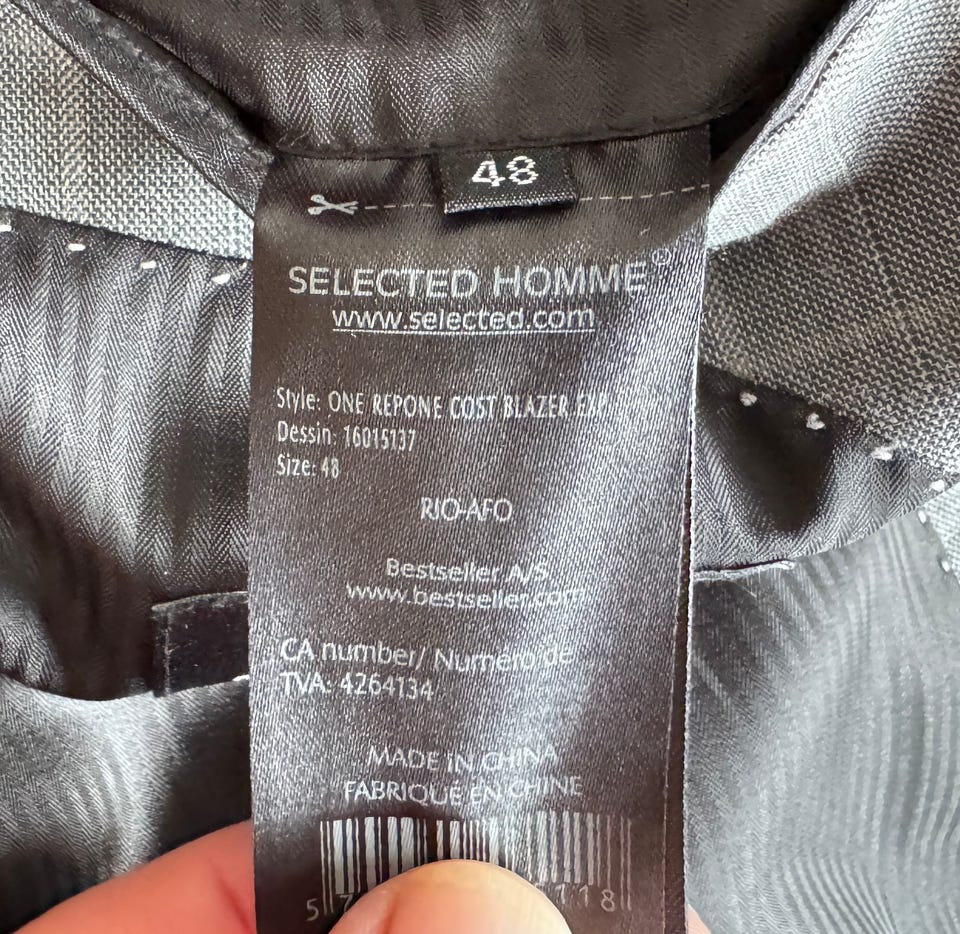 48
SELECTED HOMME®
www.selected.com
Style: ONE REPONE COST BLAZER EXP
Dessin: 16015137
Size: 48
RIO-AFO
Bestseller A/S
www.bestseller.com
CA number/ Numéro de
TVA: 4264134
MADE IN CHINA
FABRIQUÉ EN CHINE